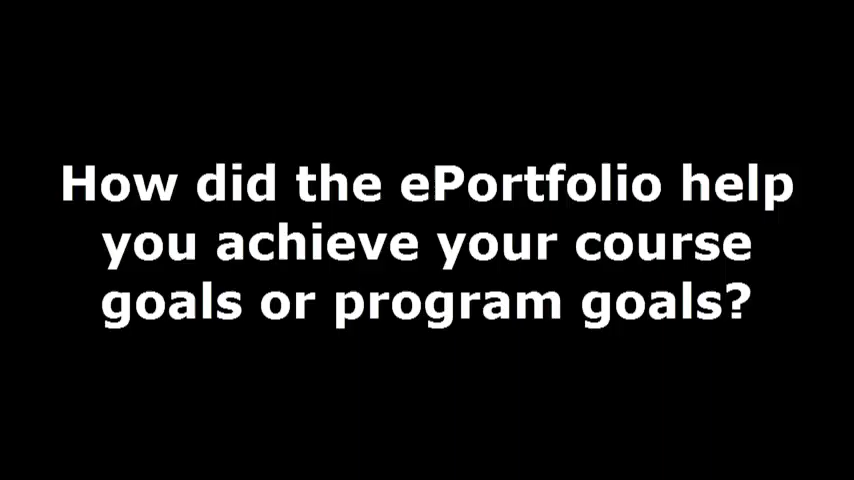 How did the ePortfolio help
you achieve your course
goals or program goals?